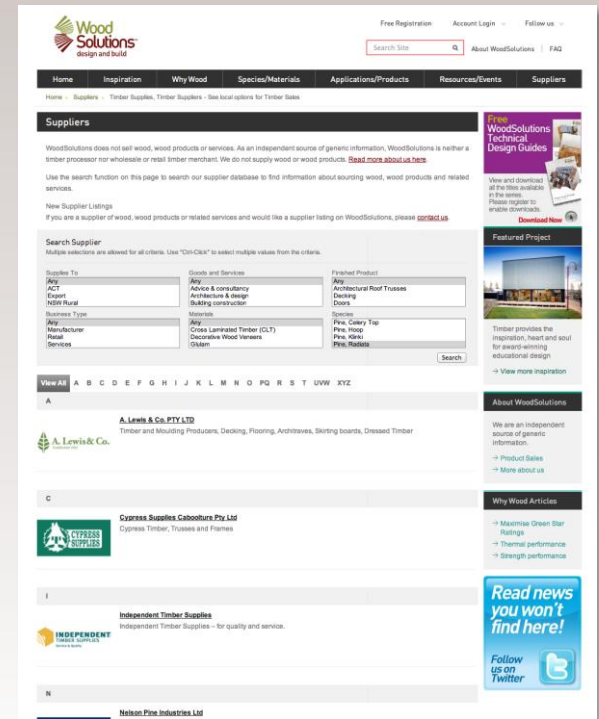 Wood
Solutions
design and build
Free Registration
Account Login
Follow us
Search Site
About WoodSolutions | FAQ
Home
Inspiration
Why Wood
Species/Materials
Applications/Products
Resources/Events
Suppliers
Home › Suppliers › Timber Supplies, Timber Suppliers - See local options for Timber Sales
Suppliers
WoodSolutions does not sell wood, wood products or services. As an independent source of generic information, WoodSolutions is neither a
timber processor nor wholesale or retail timber merchant. We do not supply wood or wood products. Read more about us here.
Use the search function on this page to search our supplier database to find information about sourcing wood, wood products and related
services.
New Supplier Listings
If you are a supplier of wood, wood products or related services and would like a supplier listing on WoodSolutions, please contact us.
Search Supplier
Multiple selections are allowed for all criteria. Use "Ctrl-Click" to select multiple values from the criteria.
Supplies To
Any
ACT
Export
NSW Rural
Goods and Services
Any
Advice & consultancy
Architecture & design
Building construction
Finished Product
Any
Architectural Roof Trusses
Decking
Doors
Business Type
Any
Manufacturer
Retail
Services
Materials
Any
Cross Laminated Timber (CLT)
Decorative Wood Veneers
Glulam
Species
Pine, Celery Top
Pine, Hoop
Pine, Klinki
Pine, Radiata
Search
View All A B C D E F G H I J K L M N O PQ R S T UVW XYZ
A
A. Lewis & Co.
A. Lewis & Co. PTY LTD
Timber and Moulding Producers, Decking, Flooring, Architraves, Skirting boards, Dressed Timber
C
CYPRESS
SUPPLIES
Cypress Supplies Caboolture Pty Ltd
Cypress Timber, Trusses and Frames
I
INDEPENDENT
TIMBER SUPPLIES
Independent Timber Supplies
Independent Timber Supplies – for quality and service.
N
Nelson Pine Industries Ltd
Free
WoodSolutions
Technical
Design Guides
View and download
all the titles available
in the series.
Please register to
enable downloads.
Download Now
Featured Project
Timber provides the
inspiration, heart and soul
for award-winning
educational design
→ View more inspiration
About WoodSolutions
We are an independent
source of generic
information.
→ Product Sales
→ More about us
Why Wood Articles
→ Maximise Green Star
Ratings
→ Thermal performance
→ Strength performance
Read news
you won't
find here!
Follow
us on
Twitter